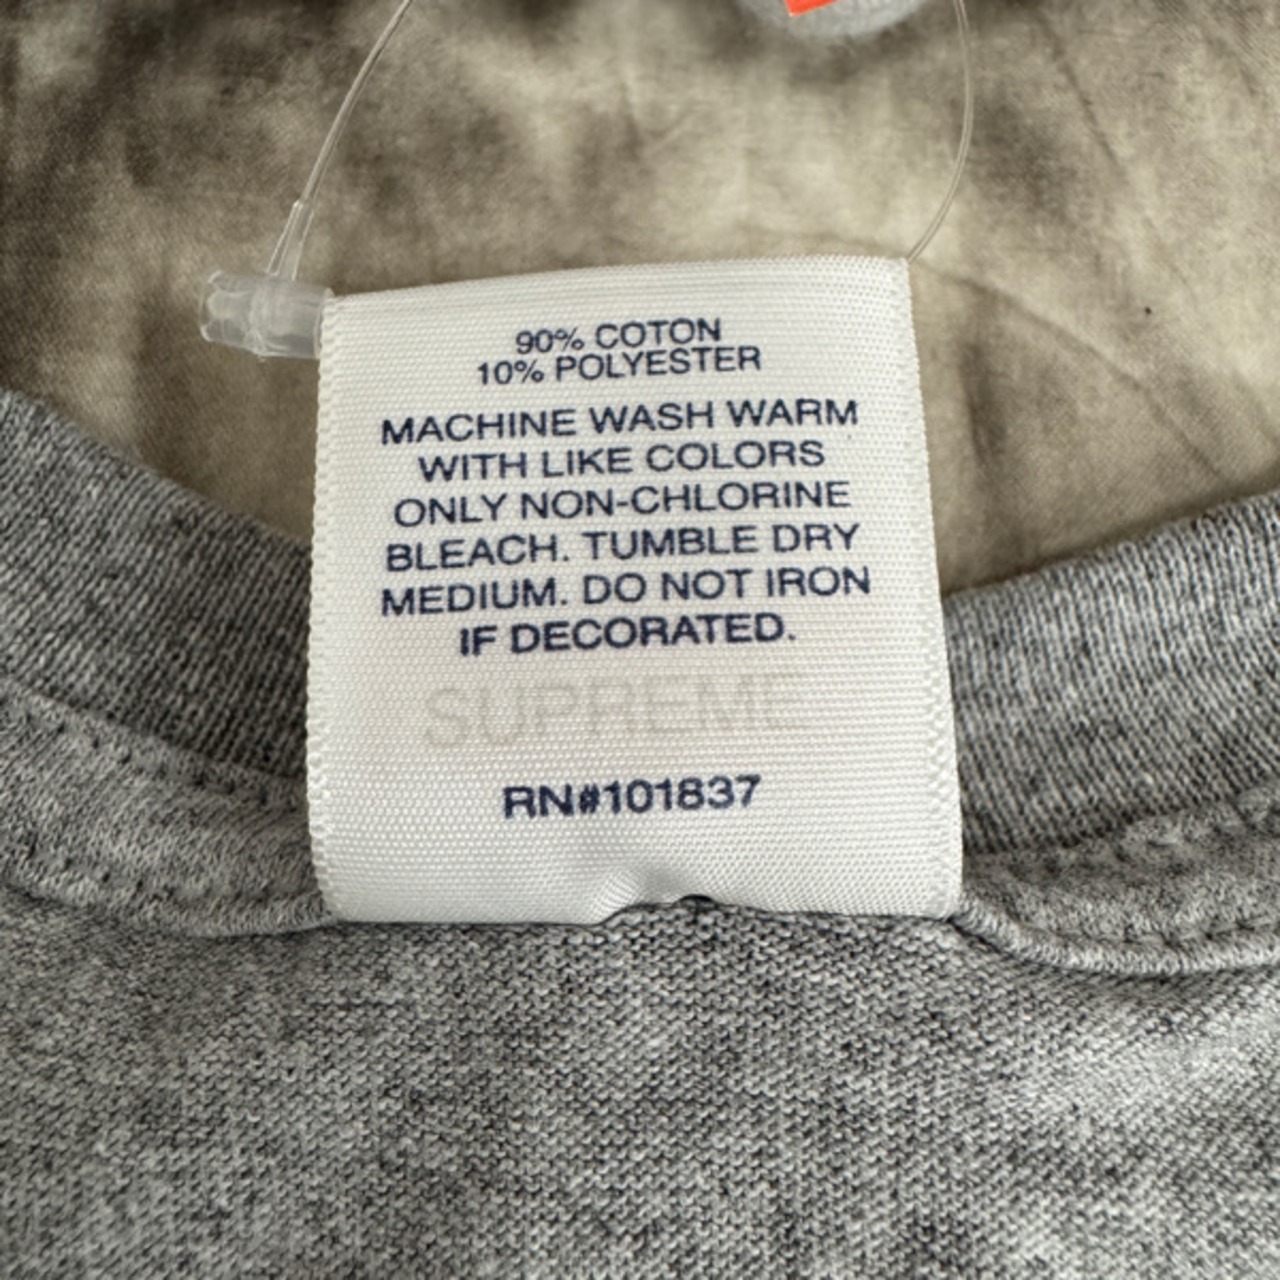 90% COTON
10% POLYESTER
MACHINE WASH WARM
WITH LIKE COLORS
ONLY NON-CHLORINE
BLEACH. TUMBLE DRY
MEDIUM. DO NOT IRON
IF DECORATED.
SUPREME
RN#101837